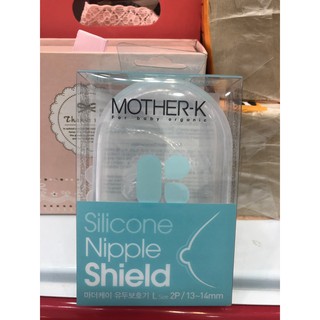 MOTHER-K
For baby organic
Silicone
Nipple
Shield
마더케이 유두보호기 L size 2P / 13~14mm